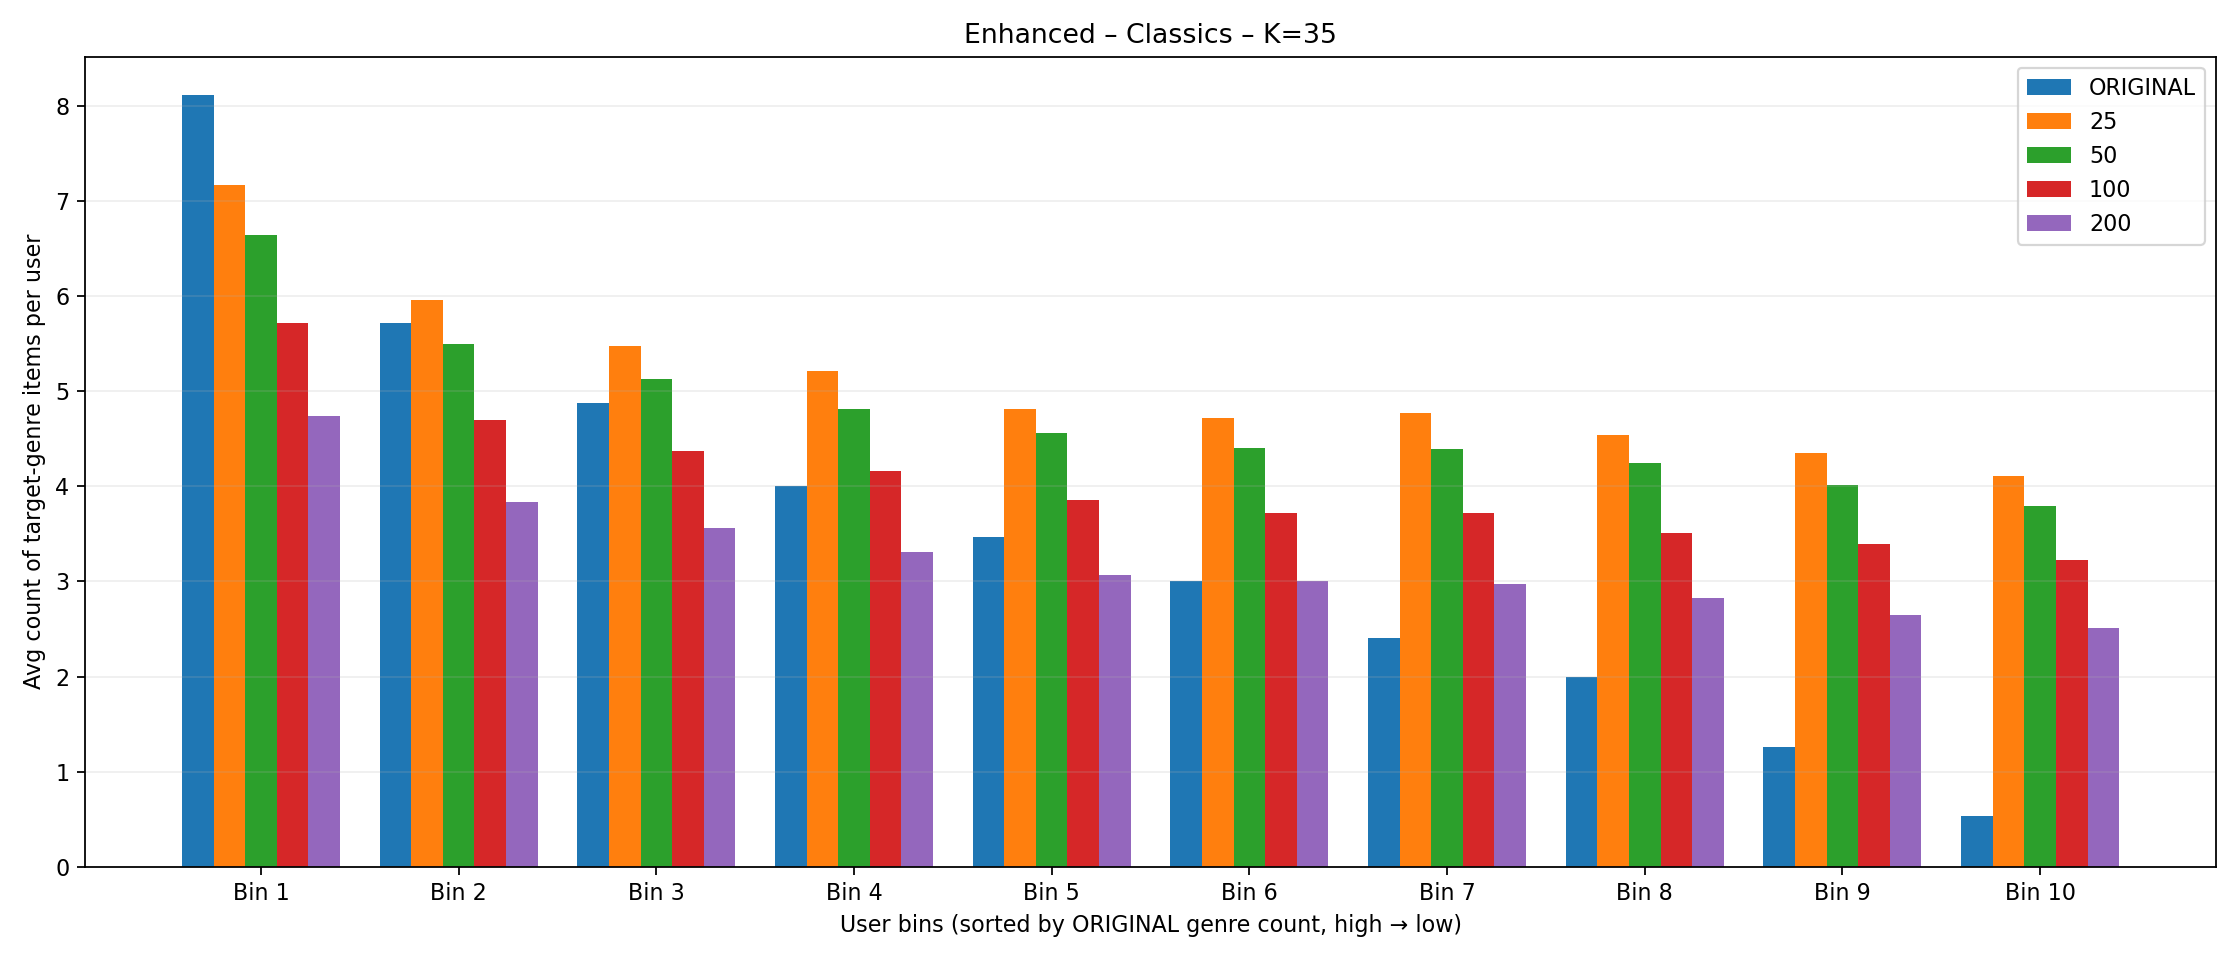 Enhanced – Classics – K=35
Avg count of target-genre items per user
8
7
6
5
4
3
2
1
0
ORIGINAL
25
50
100
200
Bin 1
Bin 2
Bin 3
Bin 4
Bin 5
Bin 6
Bin 7
Bin 8
Bin 9
Bin 10
User bins (sorted by ORIGINAL genre count, high → low)